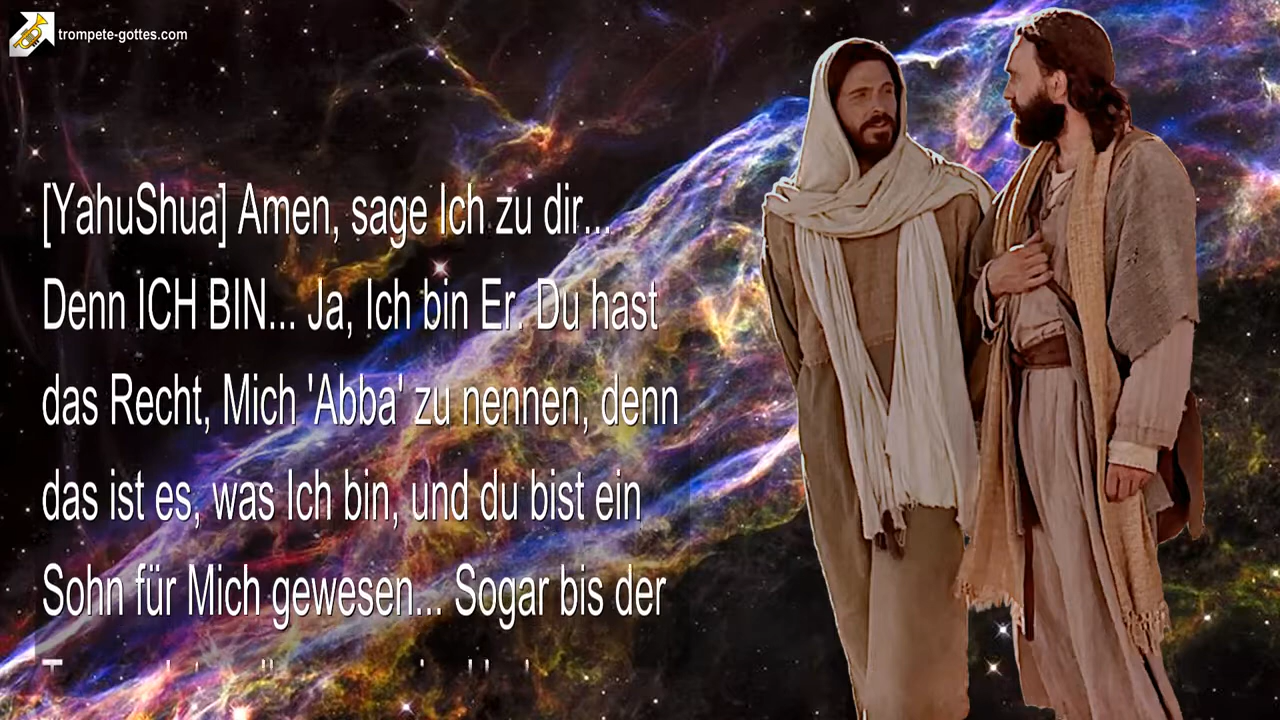 trompete-gottes.com
[YahuShua] Amen, sage Ich zu dir...
Denn ICH BIN... Ja, Ich bin Er. Du hast
das Recht, Mich 'Abba' zu nennen, denn
das ist es, was Ich bin, und du bist ein
Sohn für Mich gewesen... Sogar bis der